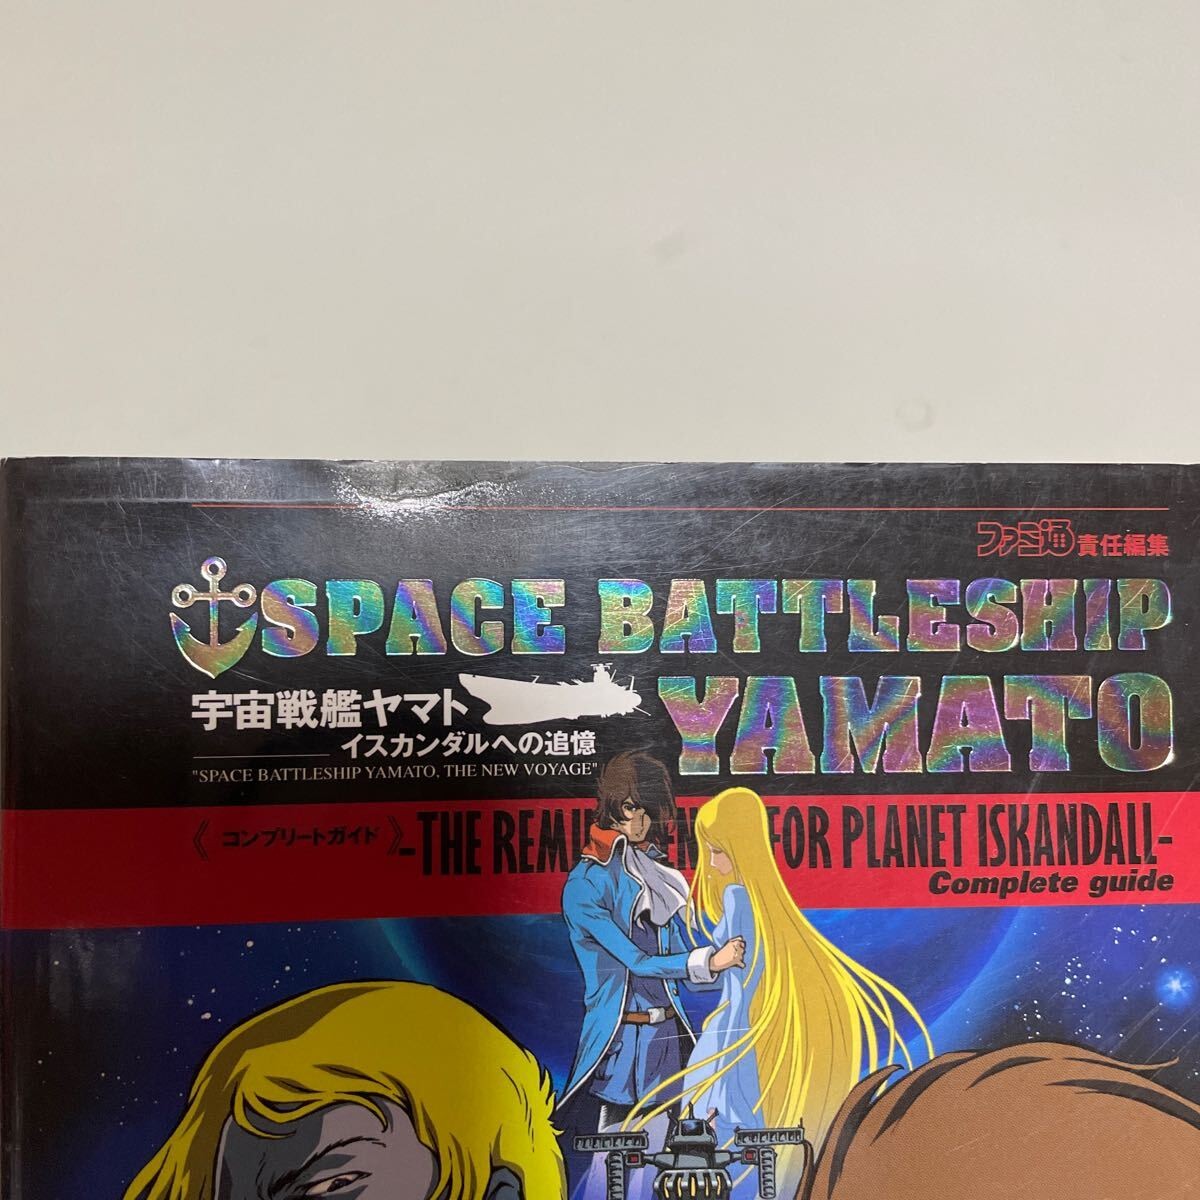 ファミ通責任編集
SPACE BATTLESHIP
YAMATO
宇宙戦艦ヤマト
イスカンダルへの追憶
"SPACE BATTLESHIP YAMATO, THE NEW VOYAGE"
《コンプリートガイド》
-THE FOR PLANET ISKANDALL-
Complete guide